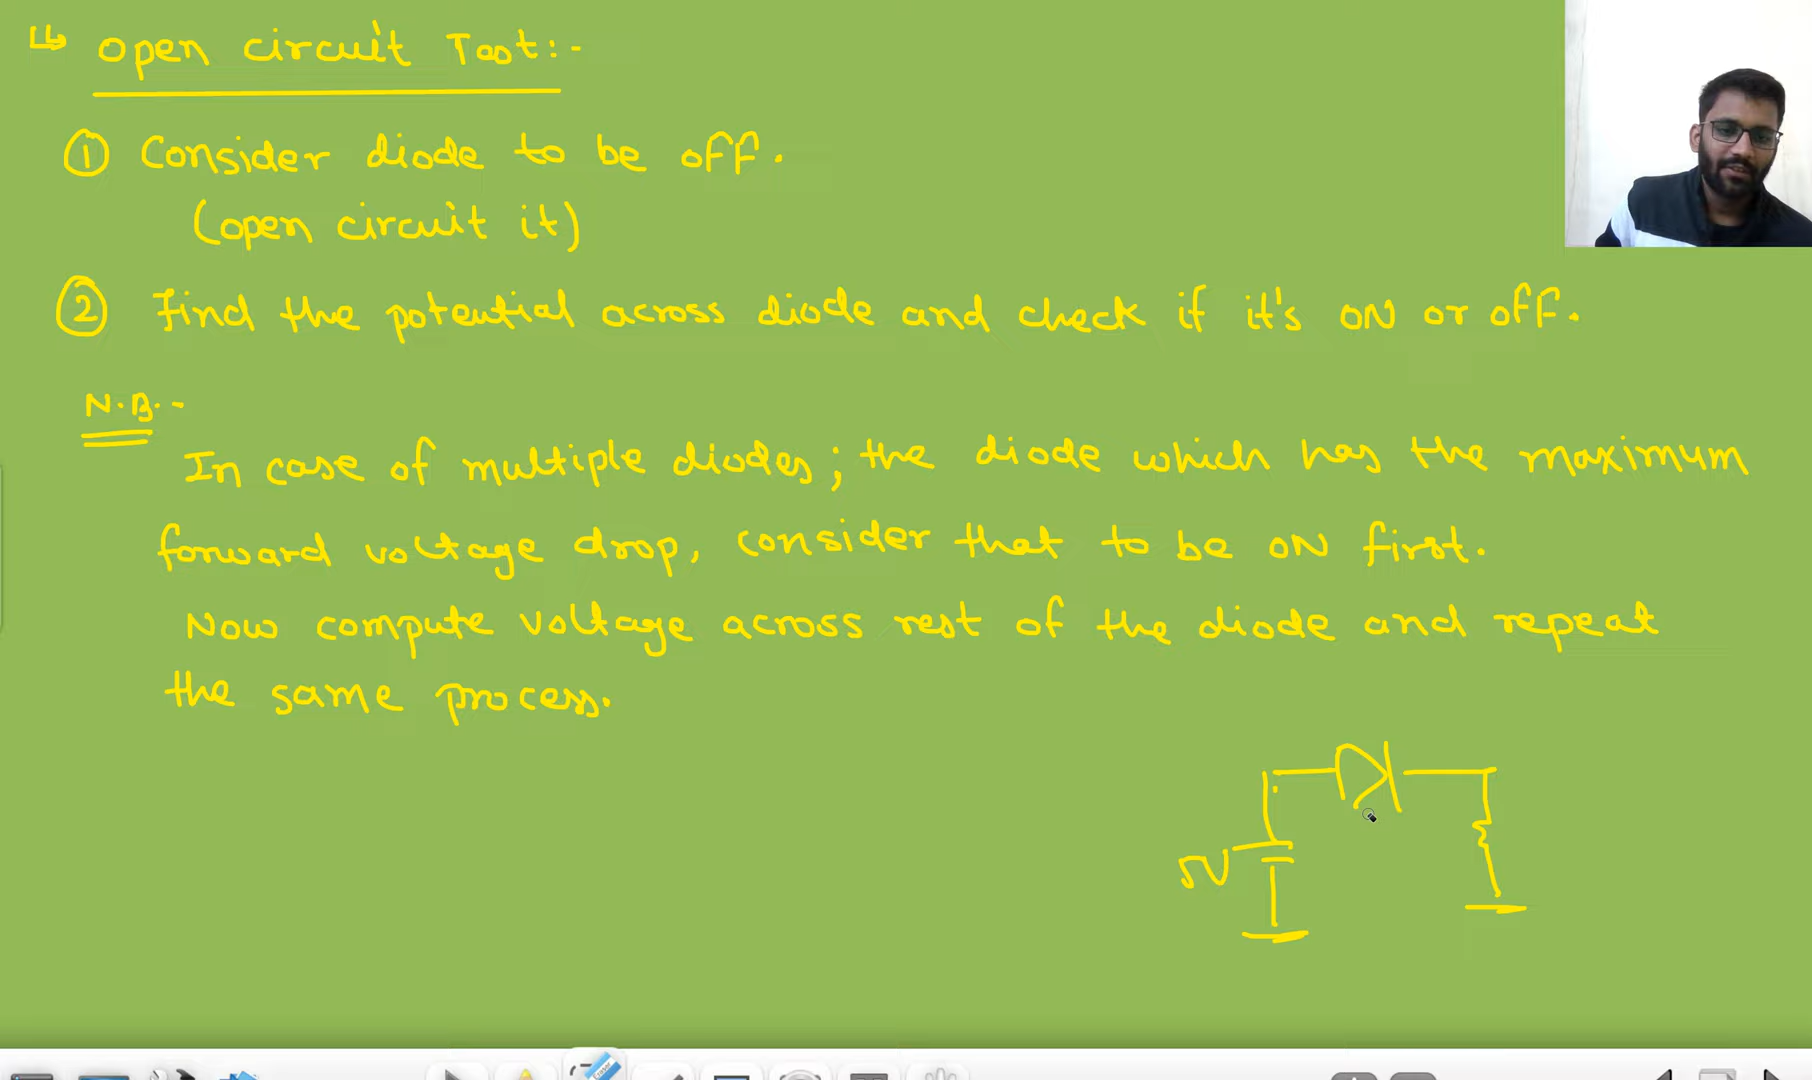 ↳ open circuit Test:-
① Consider diode to be off.
(open circuit it)
② Find the potential across diode and check if it's ON or off.
N.B. -
In case of multiple diodes; the diode which has the maximum
forward voltage drop, consider that to be ON first.
Now compute voltage across rest of the diode and repeat
the same process.
5V